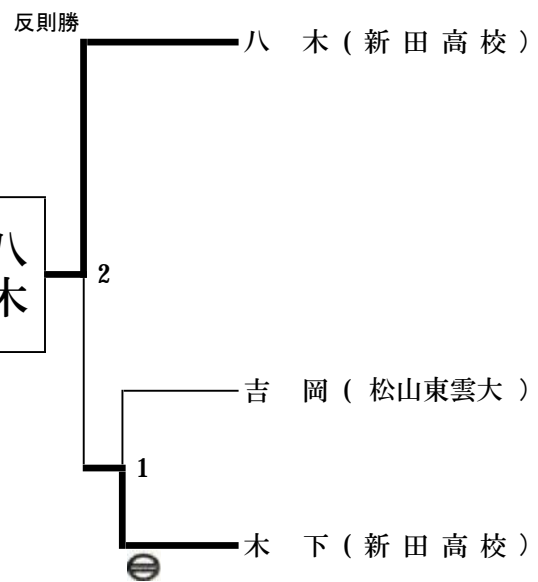 反則勝
八 木 ( 新 田 高 校 )
八木
2
吉 岡 ( 松山東雲大 )
1
木 下 ( 新 田 高 校 )